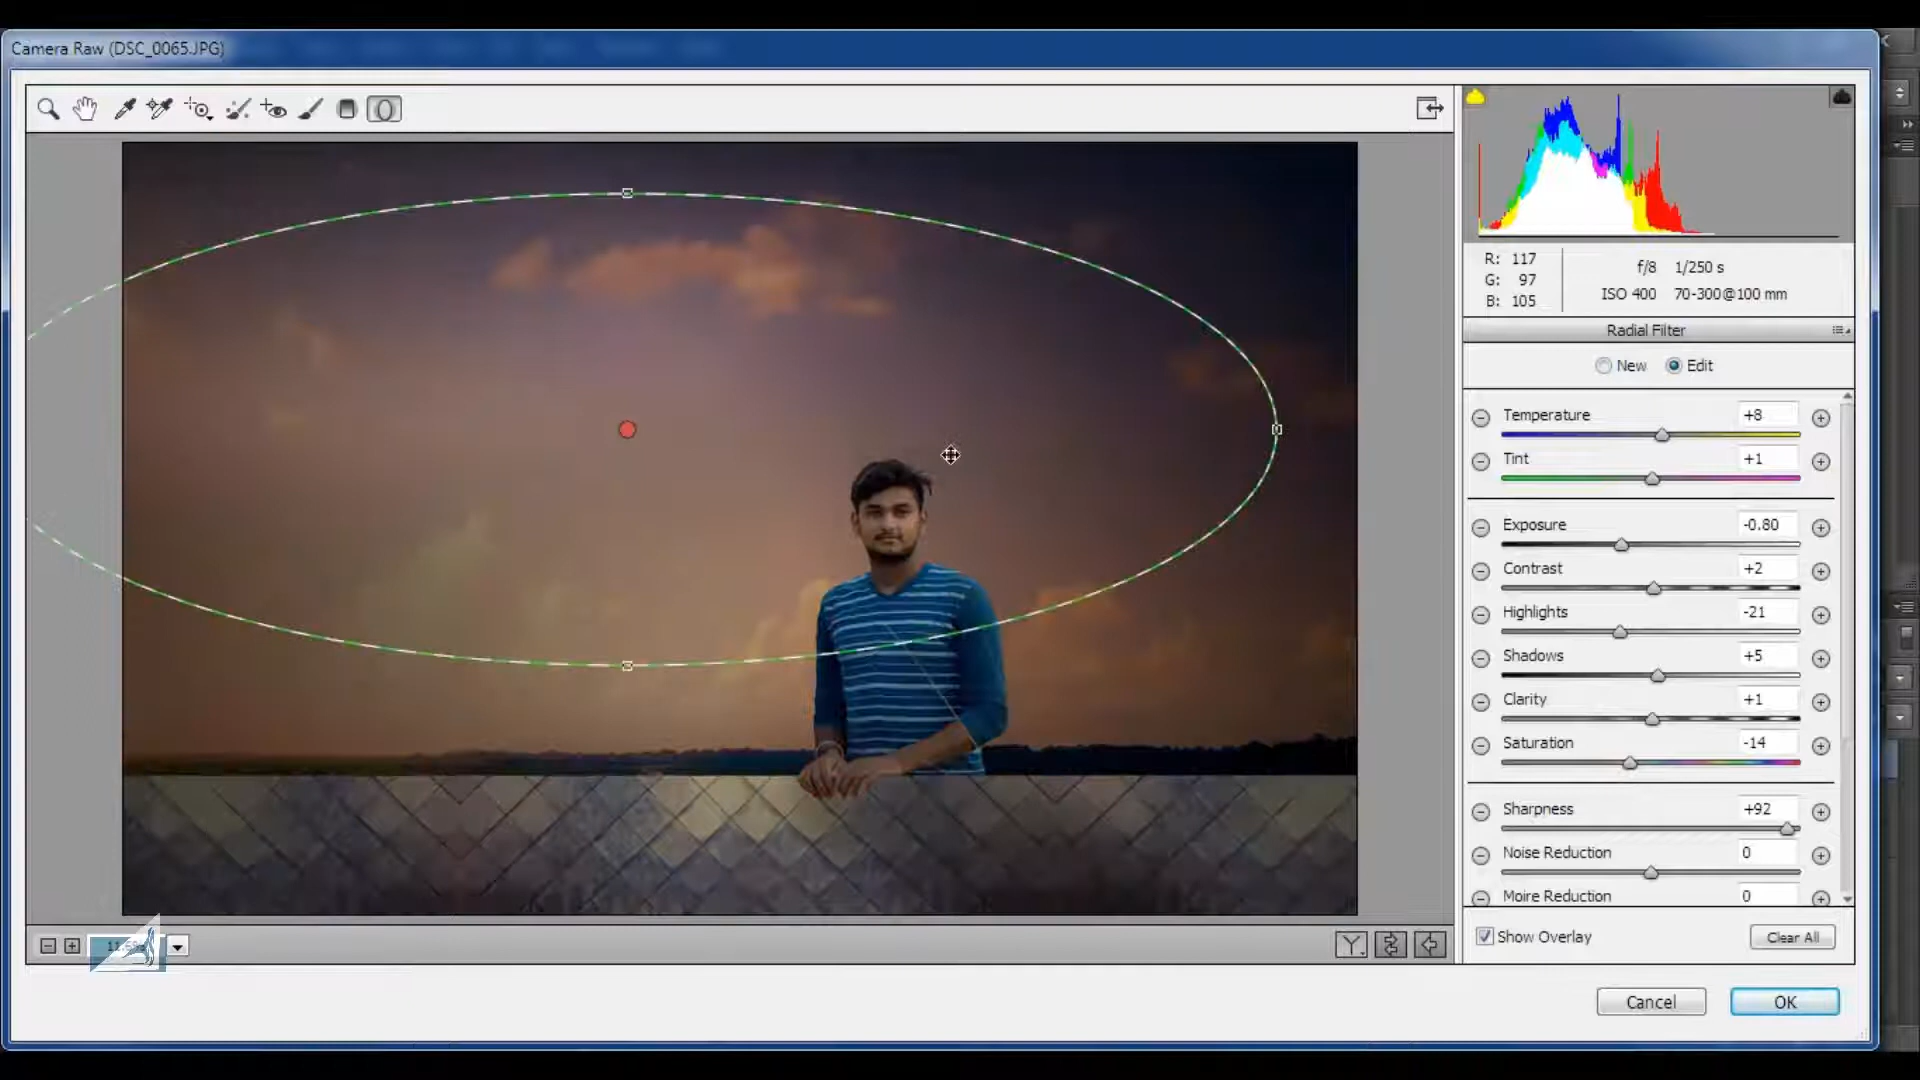 Camera Raw (DSC_0065.JPG)
R: 117
G: 97
B: 105
f/8 1/250 s
ISO 400 70-300@100 mm
Radial Filter
New Edit
Temperature +8
Tint +1
Exposure -0.80
Contrast +2
Highlights -21
Shadows +5
Clarity +1
Saturation -14
Sharpness +92
Noise Reduction 0
Moire Reduction 0
Show Overlay Clear All
Y
Cancel OK